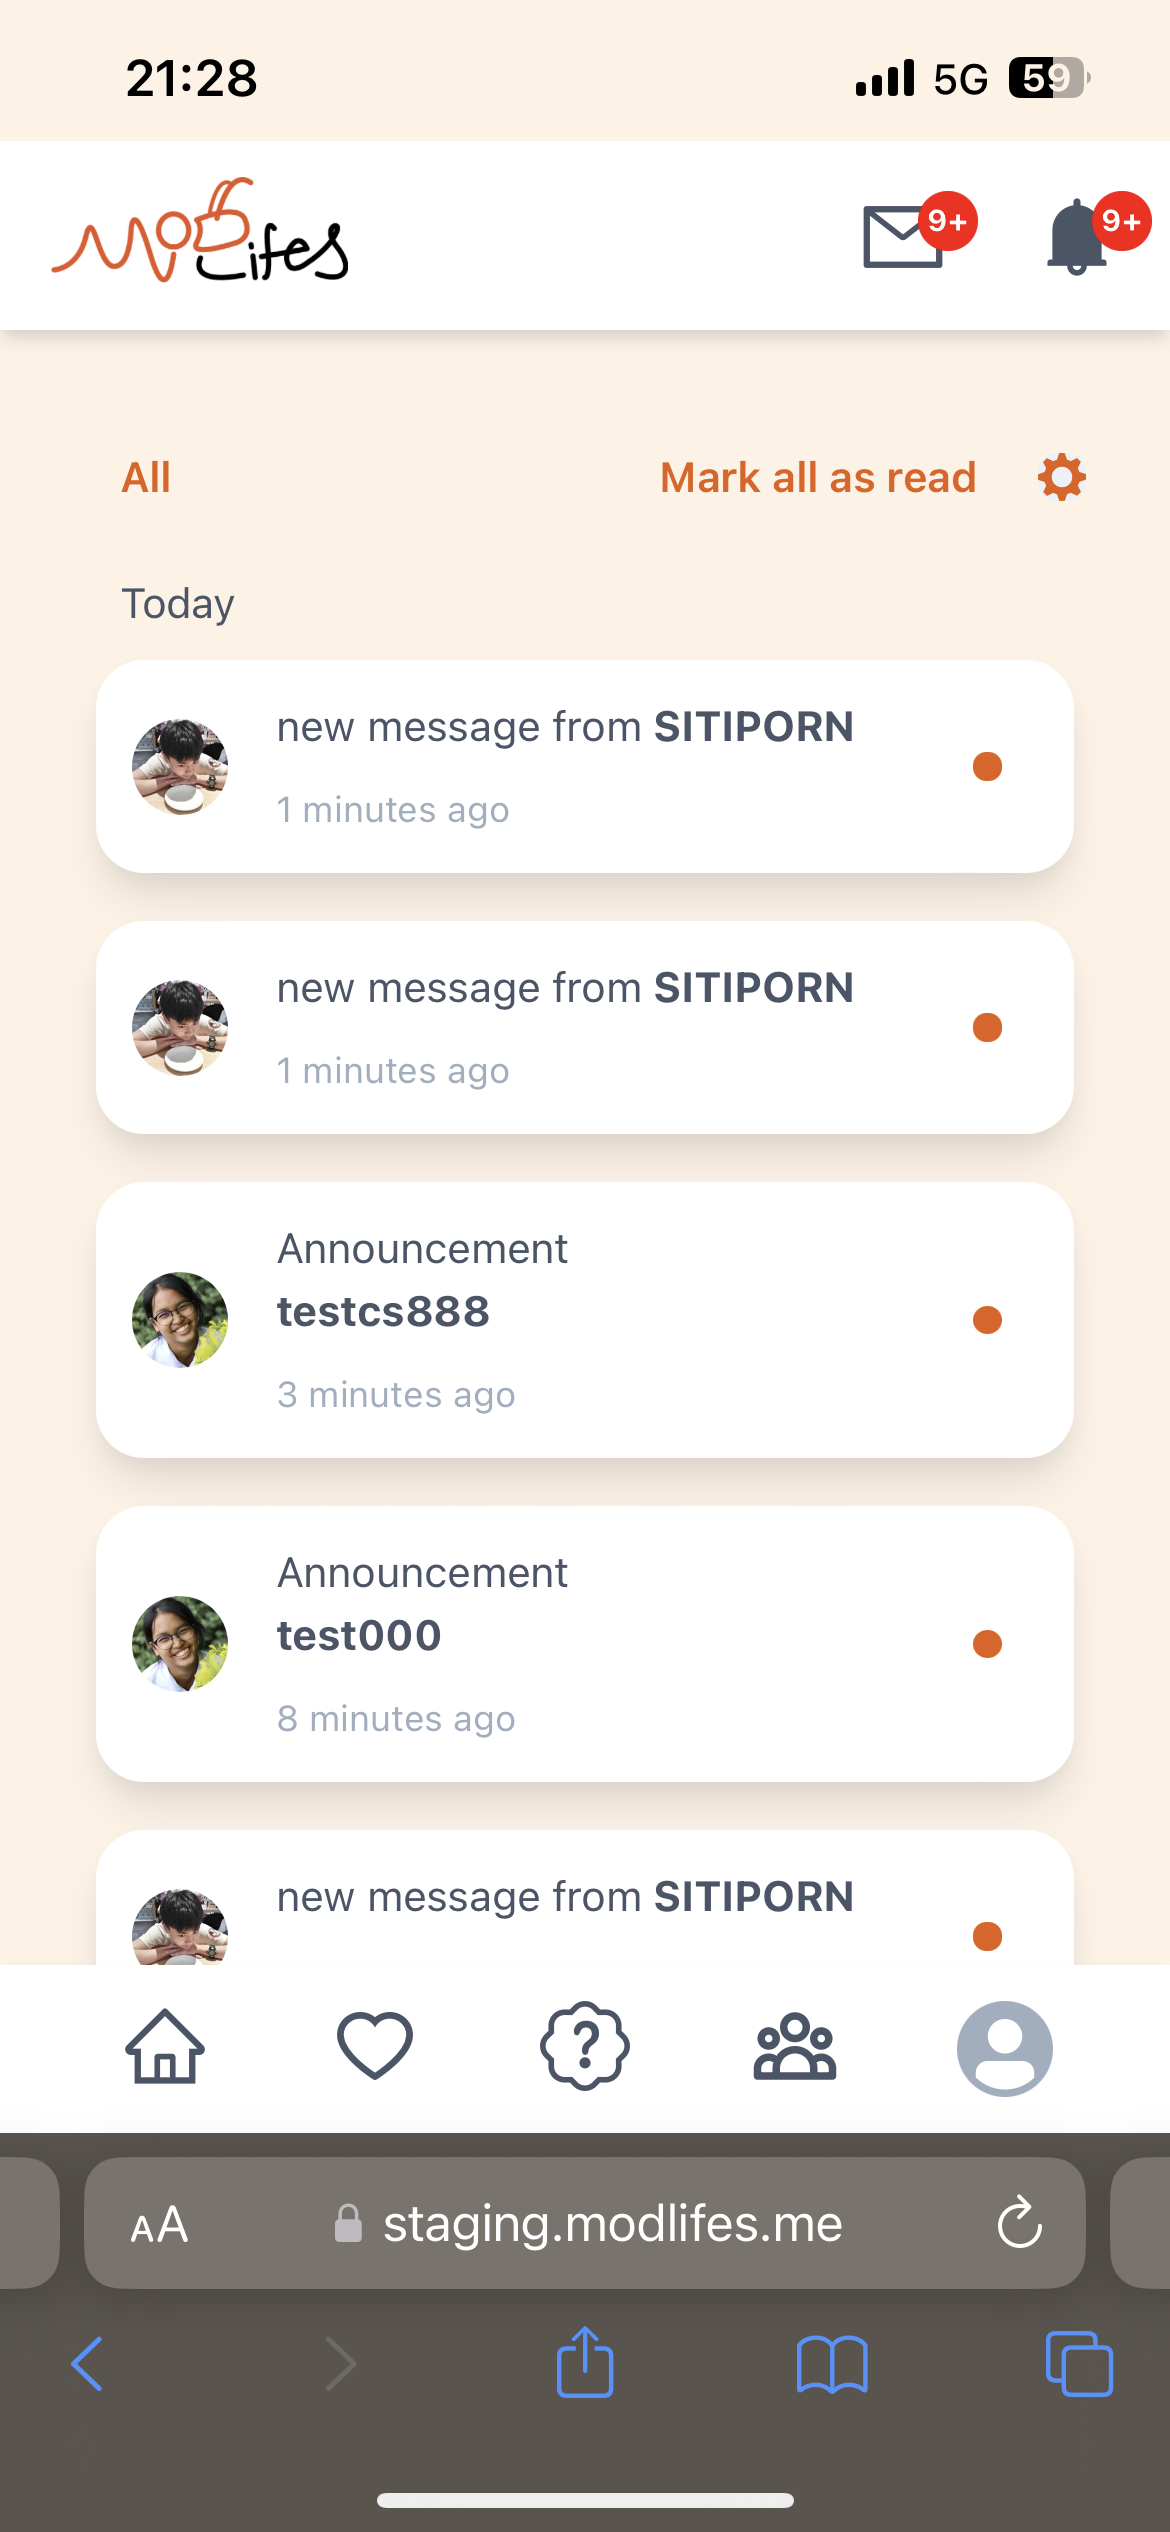 21:28 5G 59
ModLifes 9+ 9+
All Mark all as read
Today
new message from SITIPORN
1 minutes ago
new message from SITIPORN
1 minutes ago
Announcement
testcs888
3 minutes ago
Announcement
test000
8 minutes ago
new message from SITIPORN
?
AA staging.modlifes.me